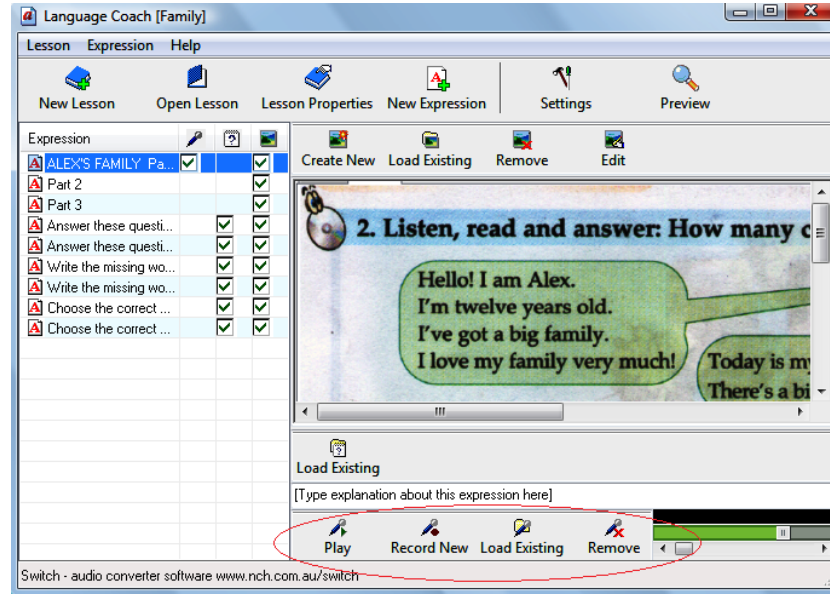 Language Coach [Family]
Lesson Expression Help
New Lesson Open Lesson Lesson Properties New Expression Settings Preview
Expression
ALEX'S FAMILY Pa...
Part 2
Part 3
Answer these questi...
Answer these questi...
Write the missing wo...
Write the missing wo...
Choose the correct ...
Choose the correct ...
Create New Load Existing Remove Edit
2. Listen, read and answer: How many c
Hello! I am Alex.
I'm twelve years old.
I've got a big family.
I love my family very much!
Today is my
There's a bi
Load Existing
[Type explanation about this expression here]
Play Record New Load Existing Remove
Switch - audio converter software www.nch.com.au/switch